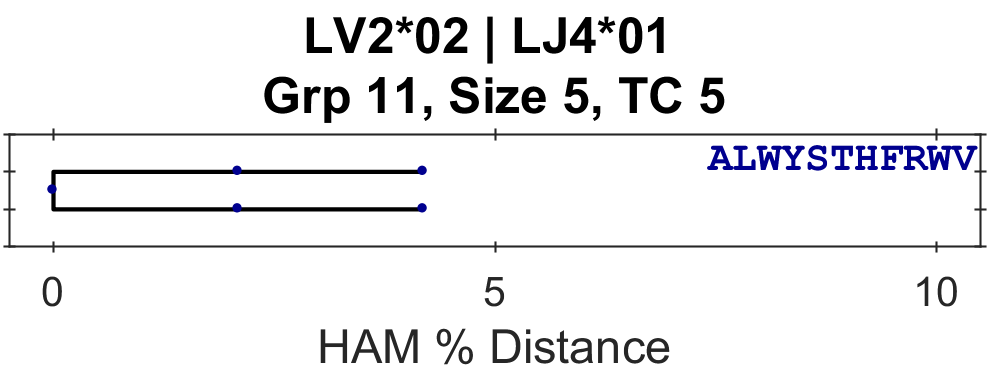 LV2*02 | LJ4*01
Grp 11, Size 5, TC 5
ALWYSTHFRWV
0 5 10
HAM % Distance